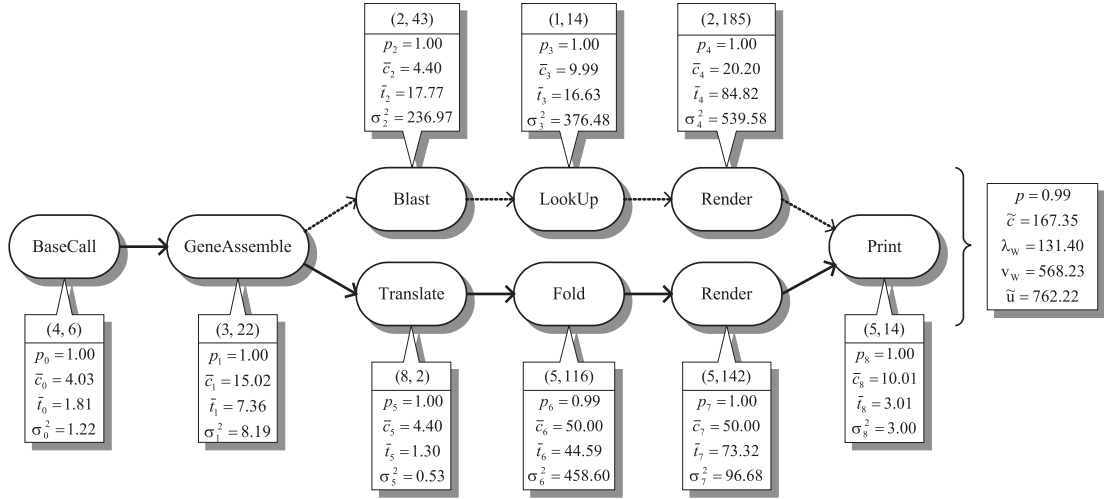 (2, 43)
p₂ = 1.00
c̄₂ = 4.40
t̄₂ = 17.77
σ₂² = 236.97
(1, 14)
p₃ = 1.00
c̄₃ = 9.99
t̄₃ = 16.63
σ₃² = 376.48
(2, 185)
p₄ = 1.00
c̄₄ = 20.20
t̄₄ = 84.82
σ₄² = 539.58
Blast
LookUp
Render
BaseCall
GeneAssemble
Print
Translate
Fold
Render
p = 0.99
c̃ = 167.35
λ_W = 131.40
v_W = 568.23
ũ = 762.22
(4, 6)
p₀ = 1.00
c̄₀ = 4.03
t̄₀ = 1.81
σ₀² = 1.22
(3, 22)
p₁ = 1.00
c̄₁ = 15.02
t̄₁ = 7.36
σ₁² = 8.19
(8, 2)
p₅ = 1.00
c̄₅ = 4.40
t̄₅ = 1.30
σ₅² = 0.53
(5, 116)
p₆ = 0.99
c̄₆ = 50.00
t̄₆ = 44.59
σ₆² = 458.60
(5, 142)
p₇ = 1.00
c̄₇ = 50.00
t̄₇ = 73.32
σ₇² = 96.68
(5, 14)
p₈ = 1.00
c̄₈ = 10.01
t̄₈ = 3.01
σ₈² = 3.00